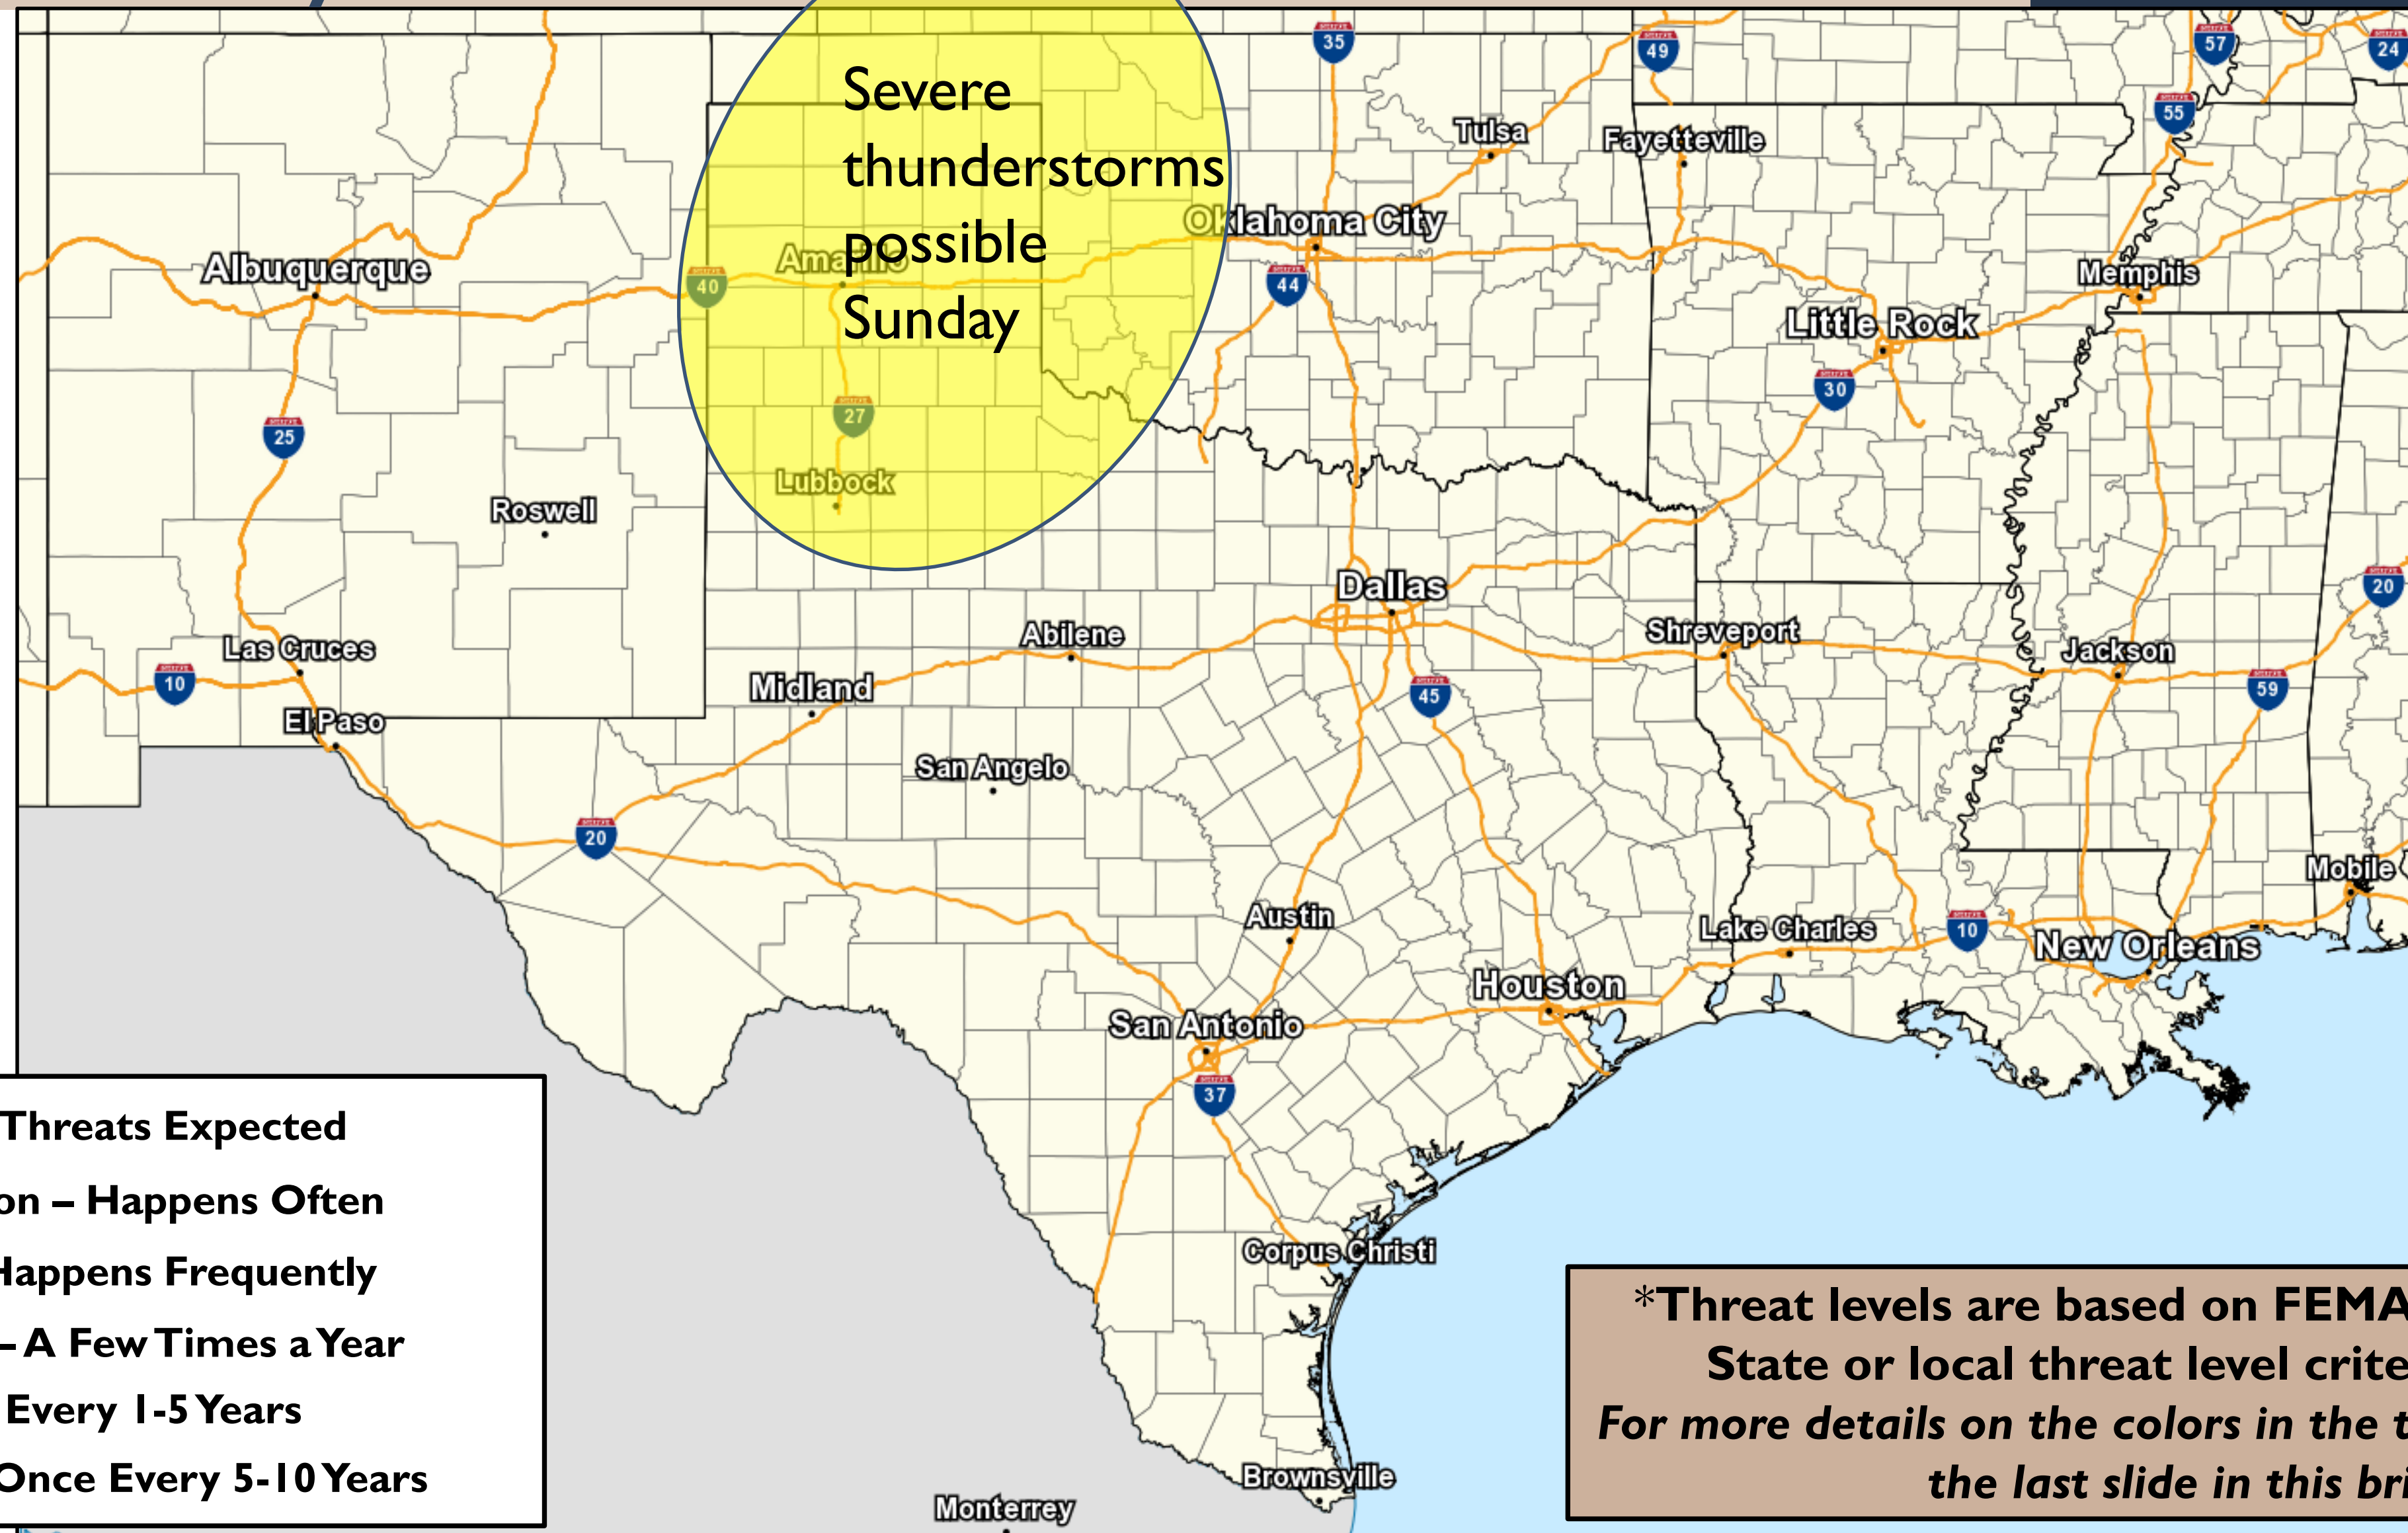 Severe
thunderstorms
possible
Sunday
35
49
57
24
55
Tulsa
Fayetteville
Oklahoma City
Albuquerque
Amarillo
40
44
Memphis
Little Rock
30
25
27
Lubbock
Roswell
Dallas
20
Las Cruces
Abilene
Shreveport
Jackson
10
Midland
45
59
El Paso
San Angelo
20
Mobile
Austin
Lake Charles
10
New Orleans
Houston
San Antonio
37
Corpus Christi
Brownsville
Monterrey
Threats Expected
on – Happens Often
Happens Frequently
– A Few Times a Year
Every 1-5 Years
Once Every 5-10 Years
*Threat levels are based on FEMA
State or local threat level crite
For more details on the colors in the t
the last slide in this bri